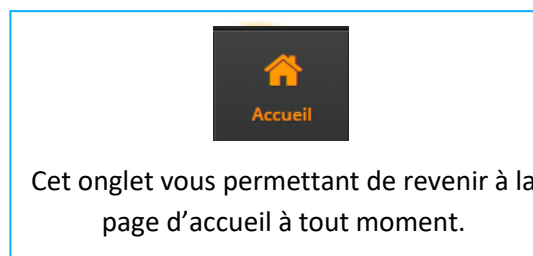 Accueil
Cet onglet vous permettant de revenir à la
page d’accueil à tout moment.